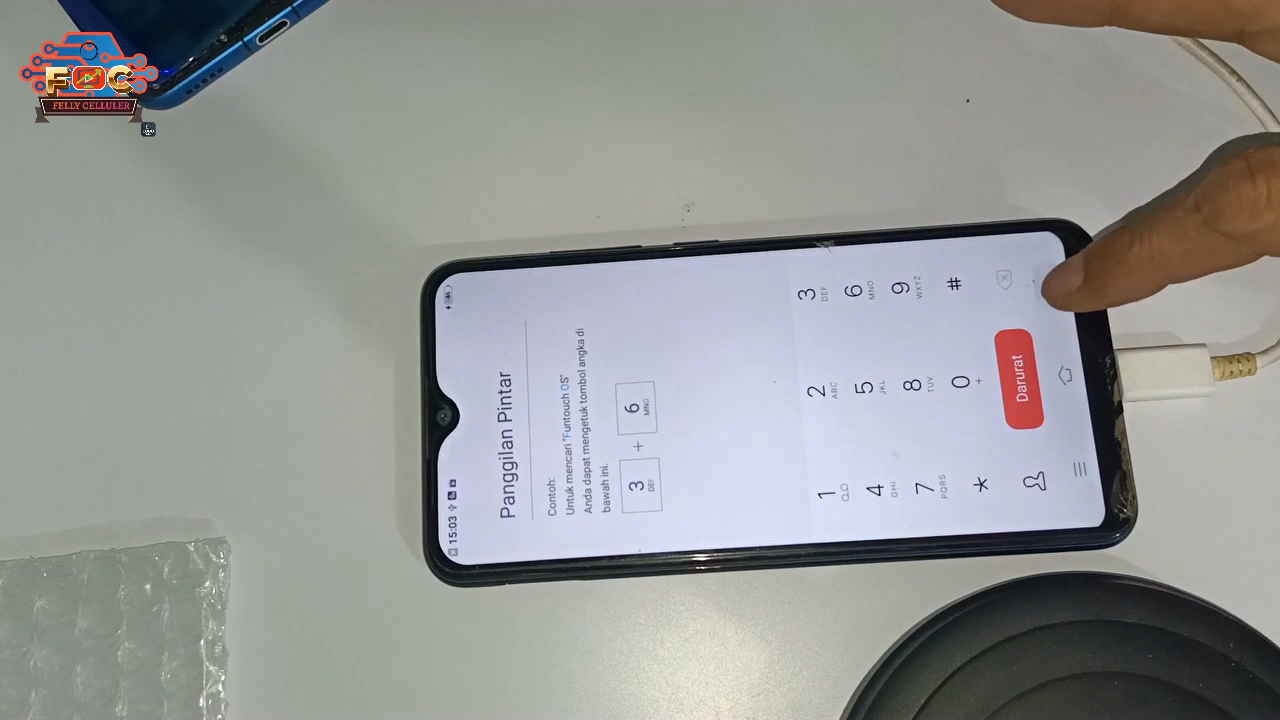 FOC
FELLY CELLULER
15:03
Panggilan Pintar
Contoh:
Untuk mencari "Funtouch OS"
Anda dapat mengetuk tombol angka di
bawah ini.
3 DEF + 6 MNO
1 2 ABC 3 DEF
4 GHI 5 JKL 6 MNO
7 PQRS 8 TUV 9 WXYZ
* 0 + #
Darurat